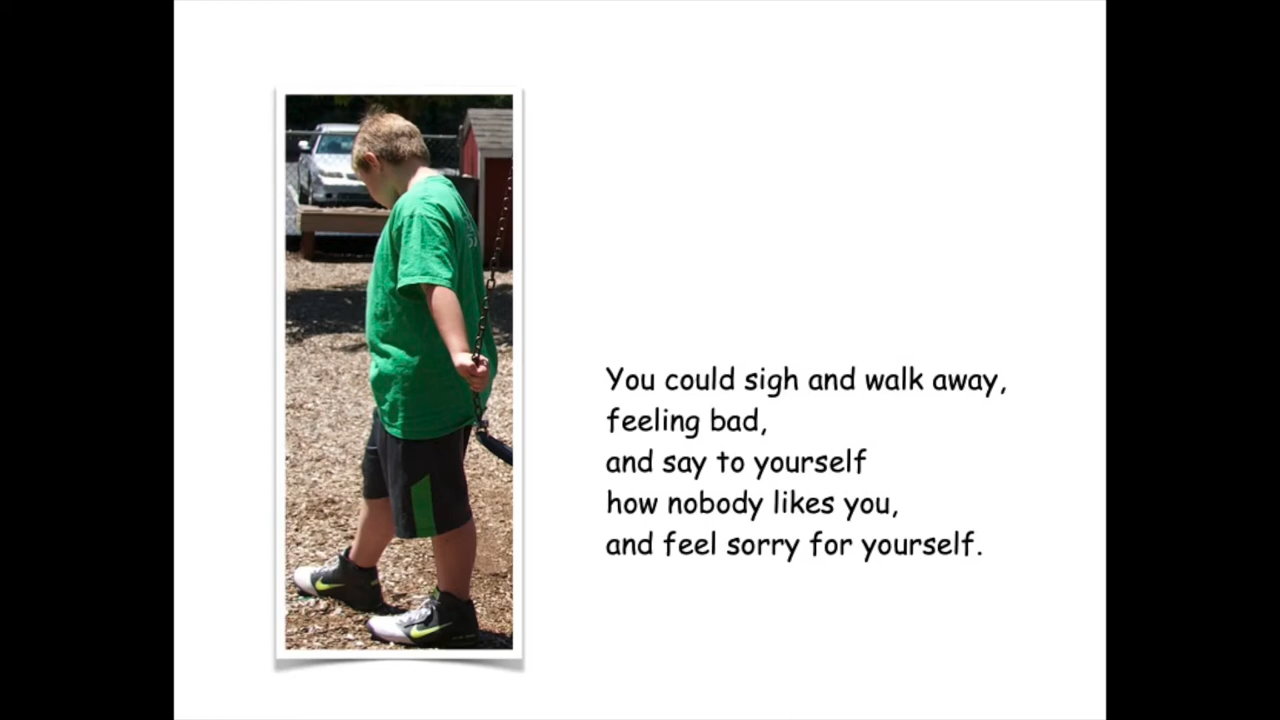 You could sigh and walk away,
feeling bad,
and say to yourself
how nobody likes you,
and feel sorry for yourself.